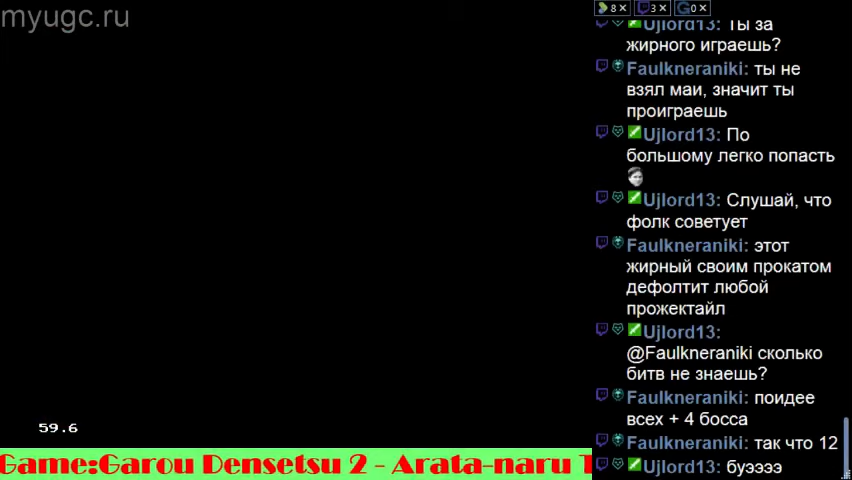 myugc.ru
8 × 3 × 0 ×
Ujlord13: Ты за
жирного играешь?
Faulkneraniki: ты не
взял маи, значит ты
проиграешь
Ujlord13: По
большому легко попасть
Ujlord13: Слушай, что
фолк советует
Faulkneraniki: этот
жирный своим прокатом
дефолтит любой
прожектайл
Ujlord13:
@Faulkneraniki сколько
битв не знаешь?
Faulkneraniki: поидее
всех + 4 босса
Faulkneraniki: так что 12
Ujlord13: буэээээ
59.6
Game:Garou Densetsu 2 - Arata-naru T